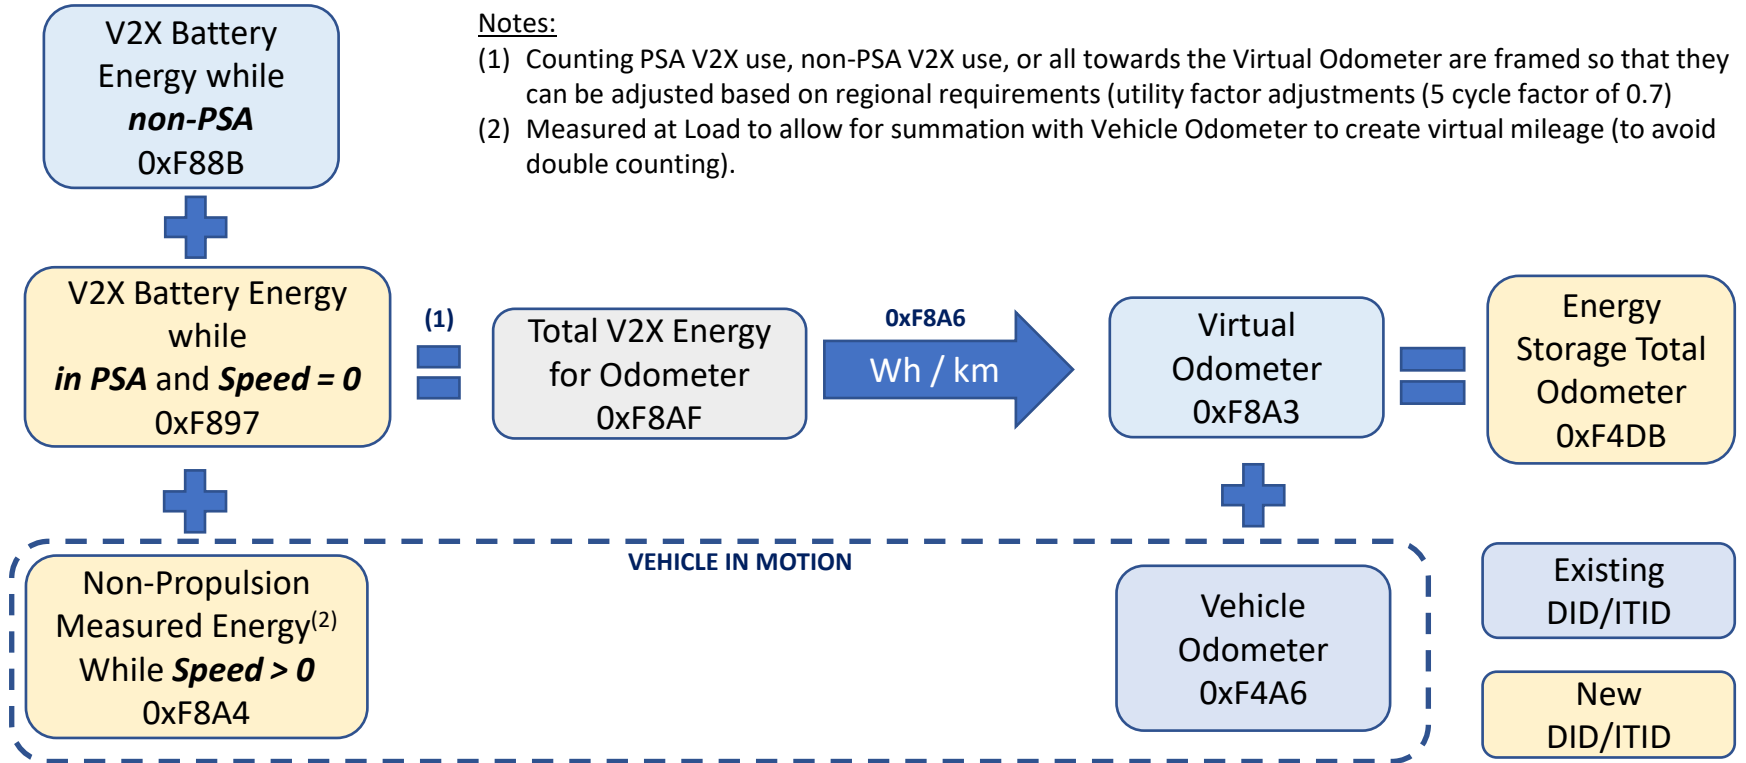 V2X Battery
Energy while
non-PSA
0xF88B
Notes:
(1) Counting PSA V2X use, non-PSA V2X use, or all towards the Virtual Odometer are framed so that they
can be adjusted based on regional requirements (utility factor adjustments (5 cycle factor of 0.7)
(2) Measured at Load to allow for summation with Vehicle Odometer to create virtual mileage (to avoid
double counting).
V2X Battery Energy
while
in PSA and Speed = 0
0xF897
(1)
Total V2X Energy
for Odometer
0xF8AF
0xF8A6
Wh / km
Virtual
Odometer
0xF8A3
Energy
Storage Total
Odometer
0xF4DB
VEHICLE IN MOTION
Non-Propulsion
Measured Energy(2)
While Speed > 0
0xF8A4
Vehicle
Odometer
0xF4A6
Existing
DID/ITID
New
DID/ITID